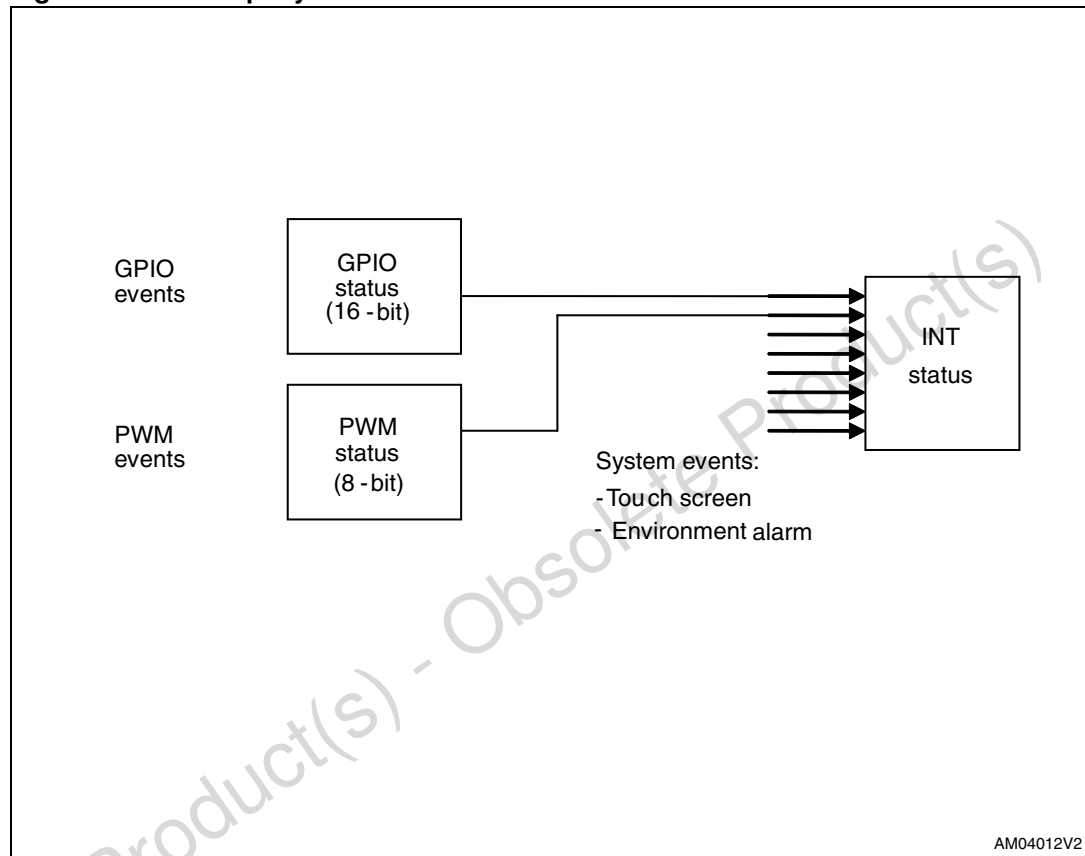 GPIO
events
GPIO
status
(16 - bit)
PWM
events
PWM
status
(8 - bit)
INT
status
System events:
- Touch screen
- Environment alarm
Product(s) - Obsolete Product(s)
AM04012V2